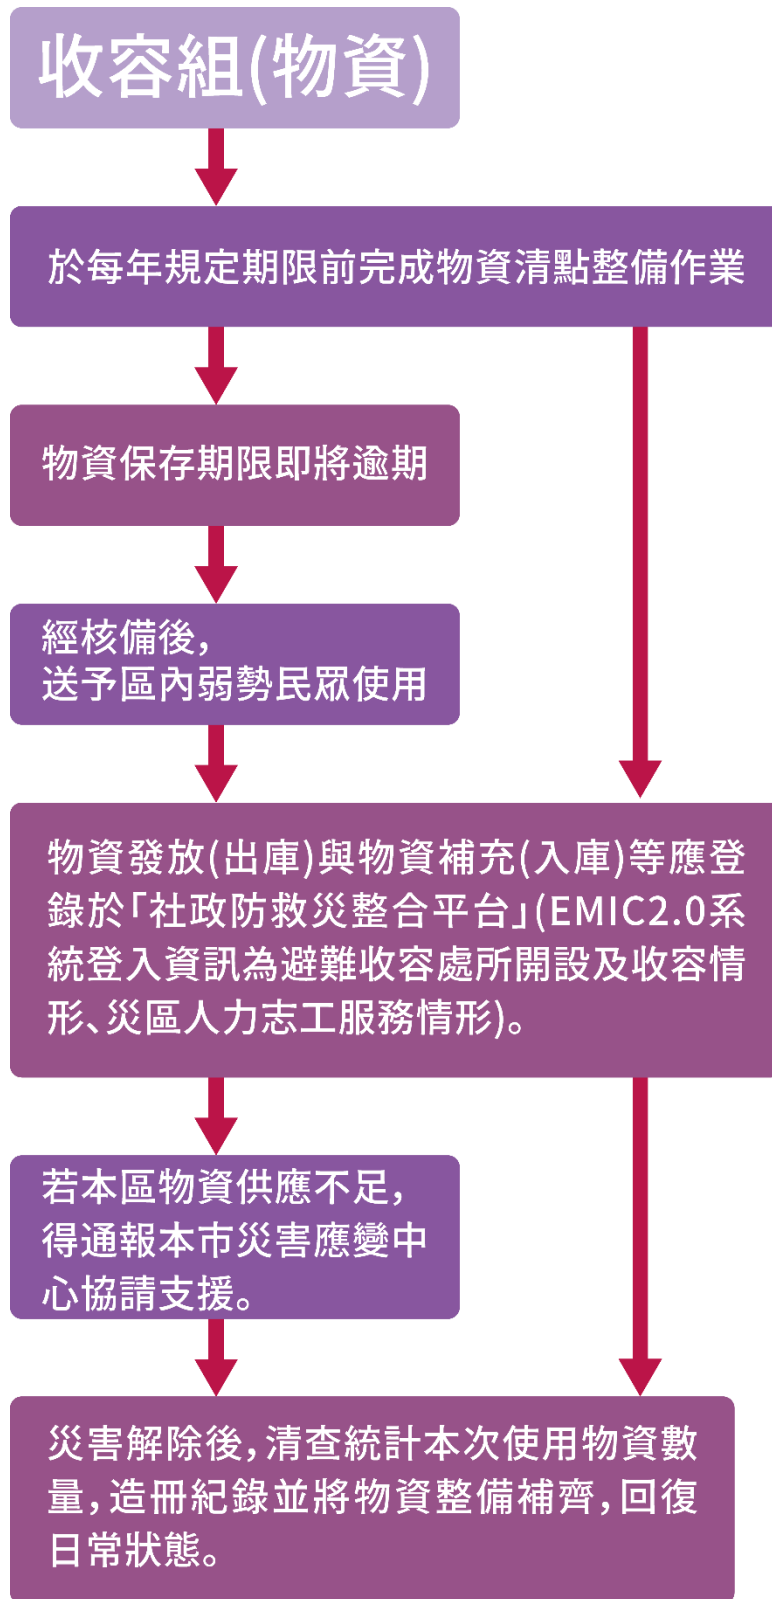 收容組(物資)
於每年規定期限前完成物資清點整備作業
物資保存期限即將逾期
經核備後，
送予區內弱勢民眾使用
物資發放(出庫)與物資補充(入庫)等應登
錄於「社政防救災整合平台」(EMIC2.0系
統登入資訊為避難收容處所開設及收容情
形、災區人力志工服務情形)。
若本區物資供應不足，
得通報本市災害應變中
心協請支援。
災害解除後，清查統計本次使用物資數
量，造冊紀錄並將物資整備補齊，回復
日常狀態。